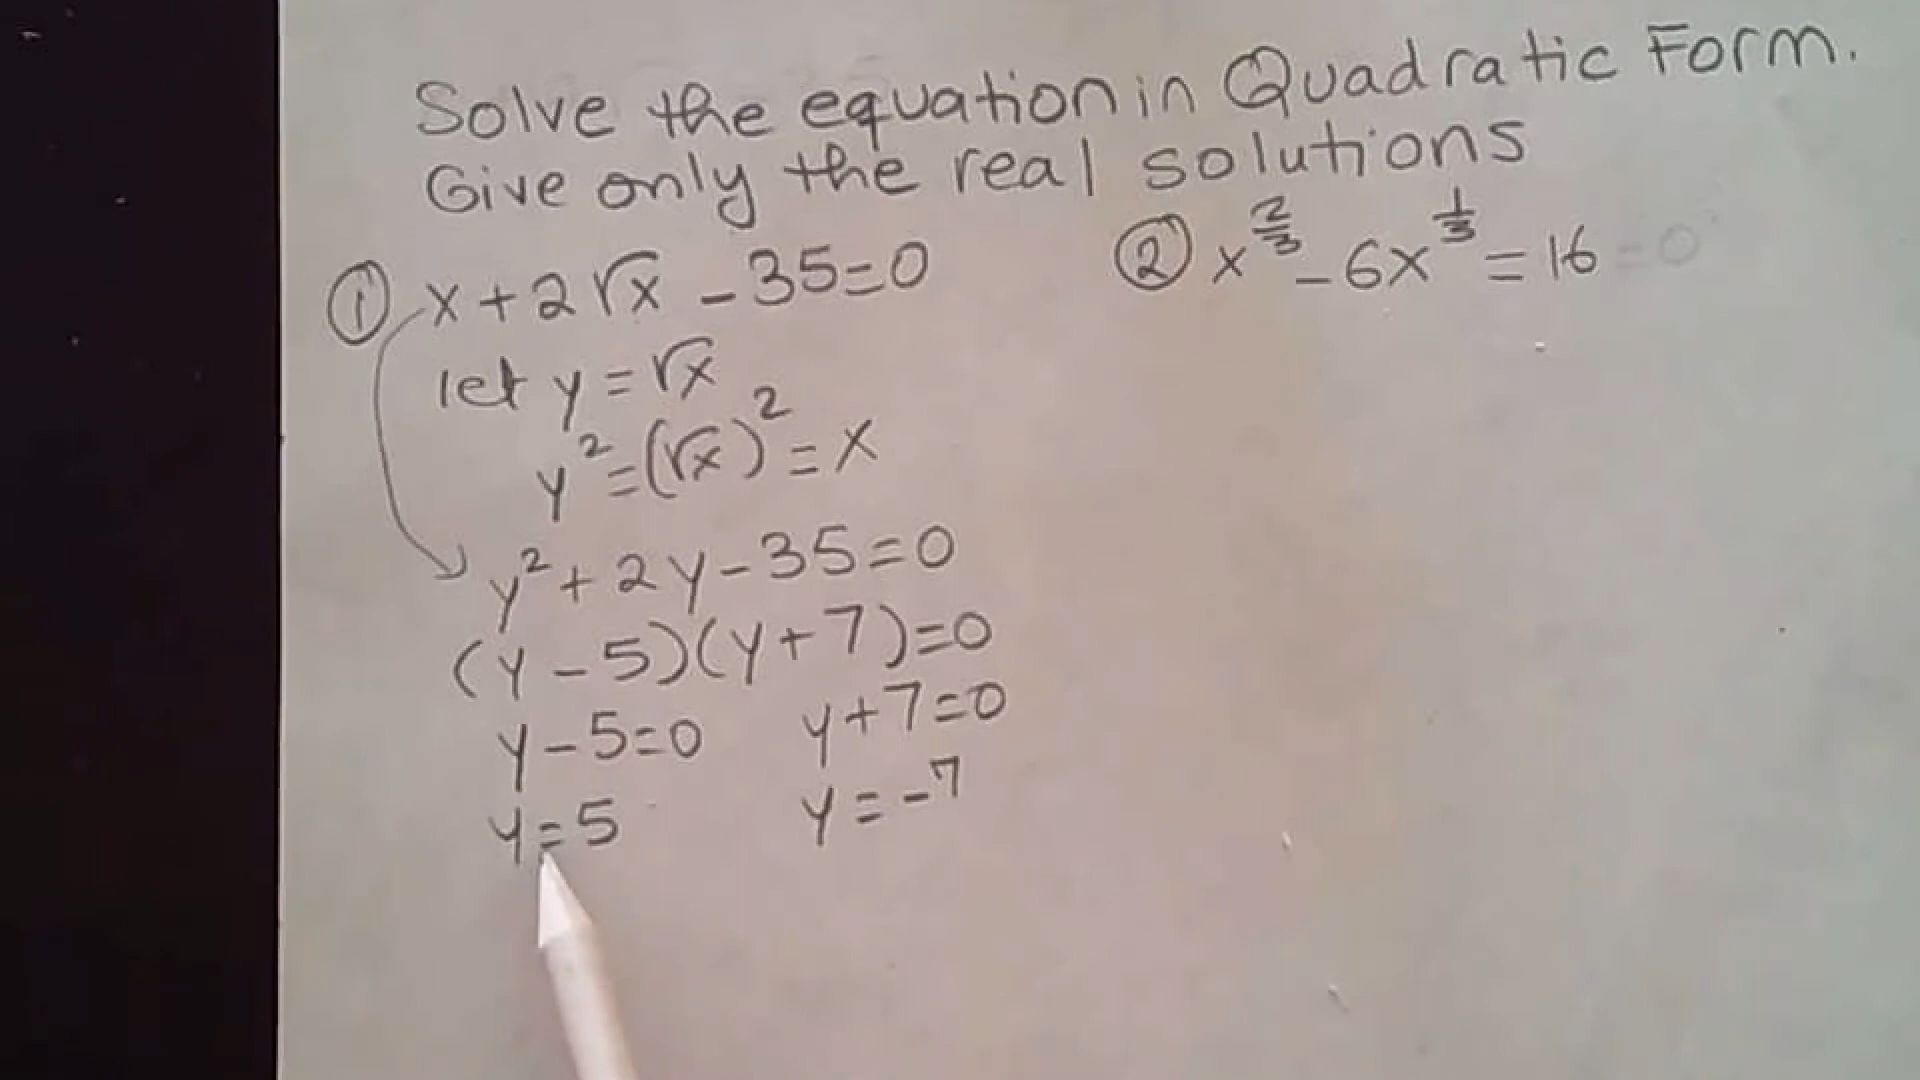 Solve the equation in Quadratic Form.
Give only the real solutions
① x + 2√x - 35=0
② x^(2/3) - 6x^(1/3) = 16 =0
let y = √x
y² = (√x)² = x
y² + 2y - 35 = 0
(y - 5)(y + 7) = 0
y - 5 = 0 y + 7 = 0
y = 5 y = -7